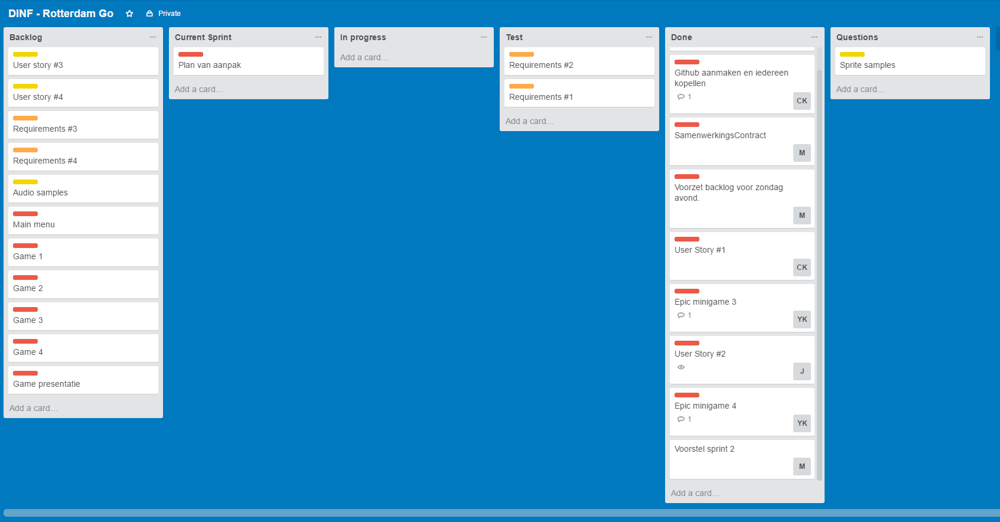 DINF - Rotterdam Go
Private
Backlog
User story #3
User story #4
Requirements #3
Requirements #4
Audio samples
Main menu
Game 1
Game 2
Game 3
Game 4
Game presentatie
Add a card…
Current Sprint
Plan van aanpak
Add a card…
In progress
Add a card…
Test
Requirements #2
Requirements #1
Add a card…
Done
Github aanmaken en iedereen
kopellen
1
CK
SamenwerkingsContract
M
Voorzet backlog voor zondag
avond.
M
User Story #1
CK
Epic minigame 3
1
YK
User Story #2
J
Epic minigame 4
1
YK
Voorstel sprint 2
M
Add a card…
Questions
Sprite samples
Add a card…